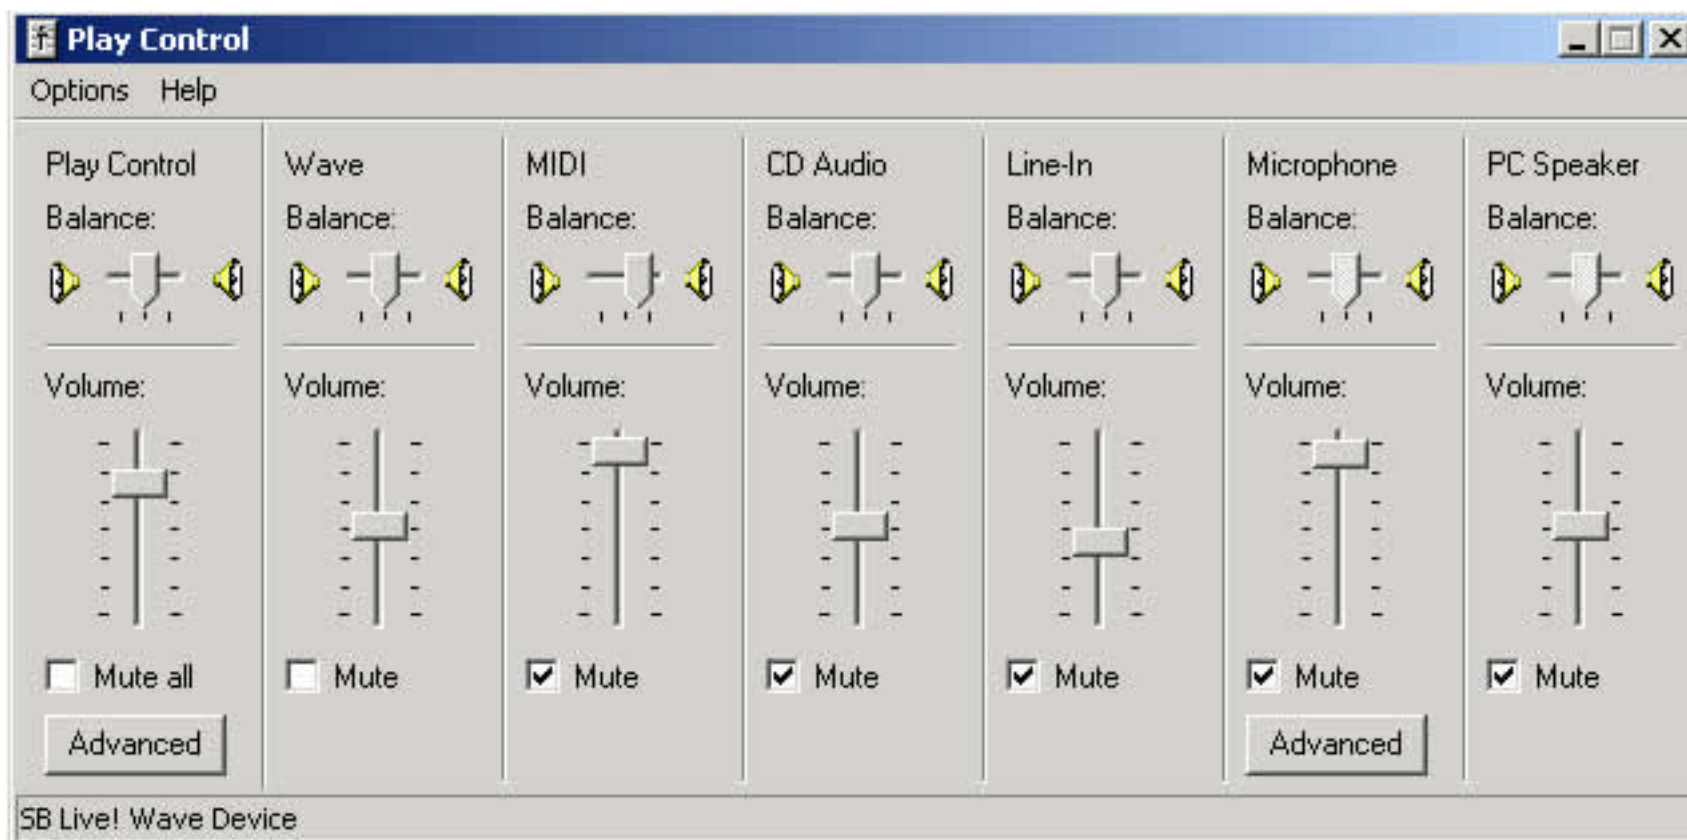 Play Control
Options Help
Play Control Wave MIDI CD Audio Line-In Microphone PC Speaker
Balance: Balance: Balance: Balance: Balance: Balance: Balance:
Volume: Volume: Volume: Volume: Volume: Volume: Volume:
Mute all Mute Mute Mute Mute Mute Mute
Advanced Advanced
SB Live! Wave Device